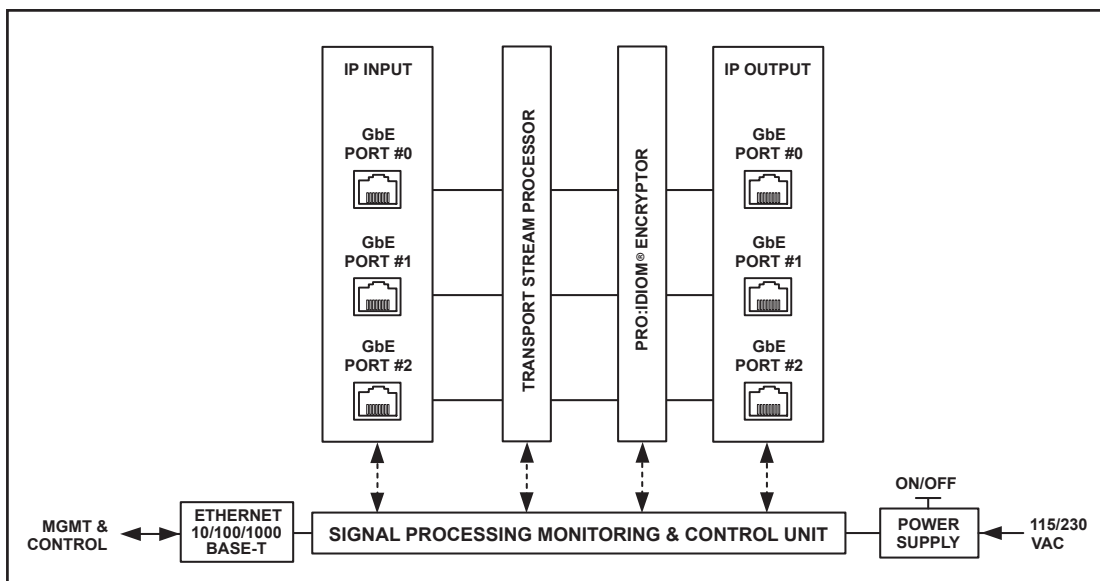 IP INPUT
GbE
PORT #0
GbE
PORT #1
GbE
PORT #2
TRANSPORT STREAM PROCESSOR
PRO:IDIOM® ENCRYPTOR
IP OUTPUT
GbE
PORT #0
GbE
PORT #1
GbE
PORT #2
MGMT &
CONTROL
ETHERNET
10/100/1000
BASE-T
SIGNAL PROCESSING MONITORING & CONTROL UNIT
ON/OFF
POWER
SUPPLY
115/230
VAC